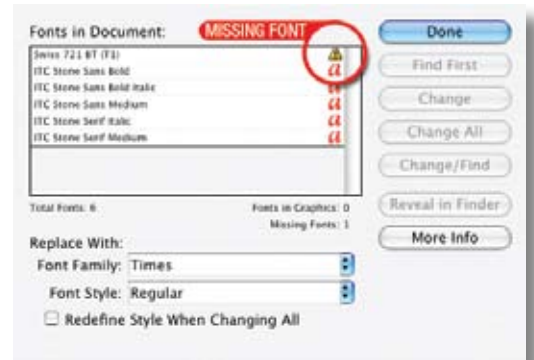 Fonts in Document:
MISSING FONT
Swiss 721 BT (T1)
ITC Stone Sans Bold
ITC Stone Sans Bold Italic
ITC Stone Sans Medium
ITC Stone Serif Italic
ITC Stone Serif Medium
Total Fonts: 6
Fonts in Graphics: 0
Missing Fonts: 1
Replace With:
Font Family: Times
Font Style: Regular
Redefine Style When Changing All
Done
Find First
Change
Change All
Change/Find
Reveal in Finder
More Info